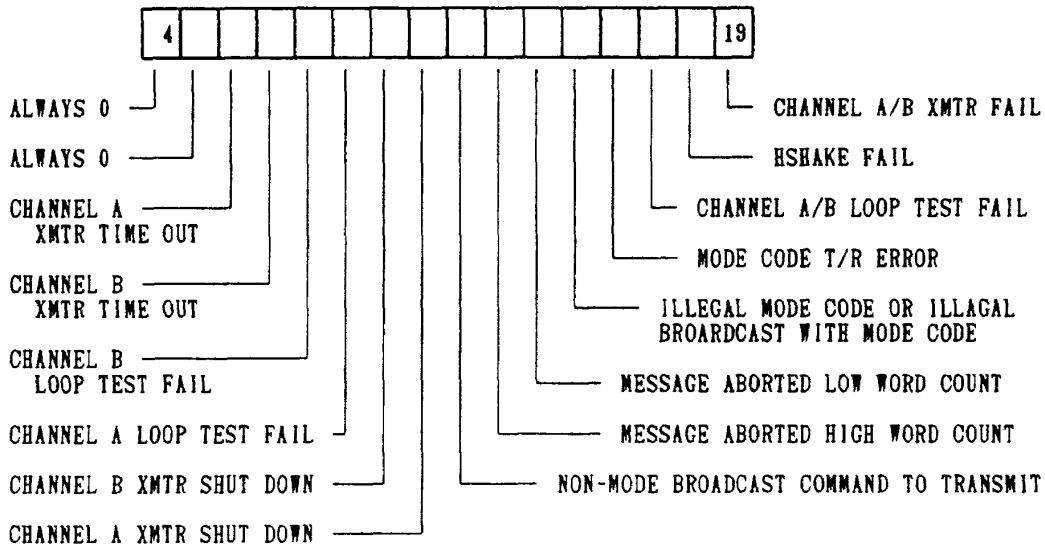 4 19
ALWAYS 0
ALWAYS 0
CHANNEL A
XMTR TIME OUT
CHANNEL B
XMTR TIME OUT
CHANNEL B
LOOP TEST FAIL
CHANNEL A LOOP TEST FAIL
CHANNEL B XMTR SHUT DOWN
CHANNEL A XMTR SHUT DOWN
CHANNEL A/B XMTR FAIL
HSHAKE FAIL
CHANNEL A/B LOOP TEST FAIL
MODE CODE T/R ERROR
ILLEGAL MODE CODE OR ILLAGAL
BROARDCAST WITH MODE CODE
MESSAGE ABORTED LOW WORD COUNT
MESSAGE ABORTED HIGH WORD COUNT
NON-MODE BROADCAST COMMAND TO TRANSMIT